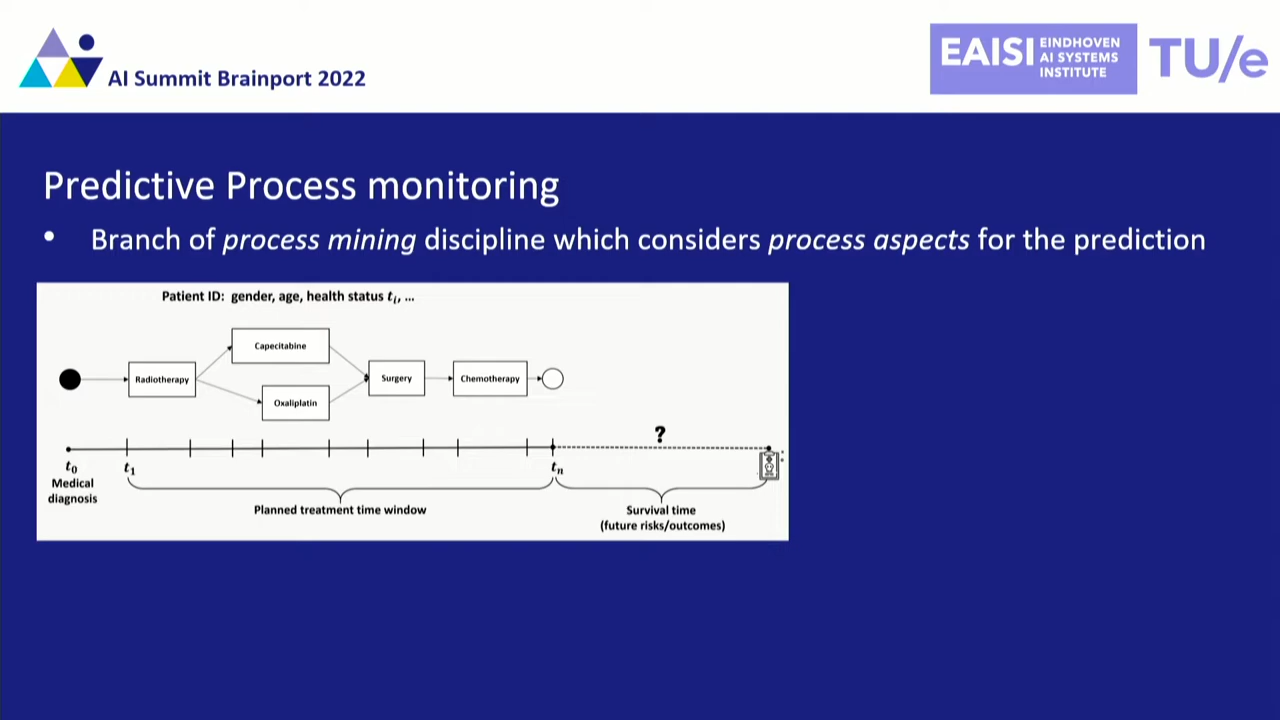 AI Summit Brainport 2022
EAISI
EINDHOVEN
AI SYSTEMS
INSTITUTE
TU/e
Predictive Process monitoring
• Branch of process mining discipline which considers process aspects for the prediction
Patient ID: gender, age, health status tᵢ, ...
Capecitabine
Radiotherapy
Surgery
Chemotherapy
Oxaliplatin
?
t₀
t₁
tₙ
Medical
diagnosis
Planned treatment time window
Survival time
(future risks/outcomes)